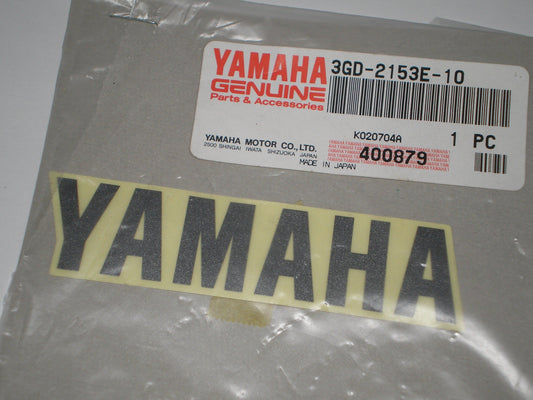 YAMAHA
GENUINE
Parts & Accessories
3GD-2153E-10
K020704A
1 PC
YAMAHA MOTOR CO., LTD.
2500 SHINGAI IWATA SHIZUOKA JAPAN
MADE IN JAPAN
400879
YAMAHA